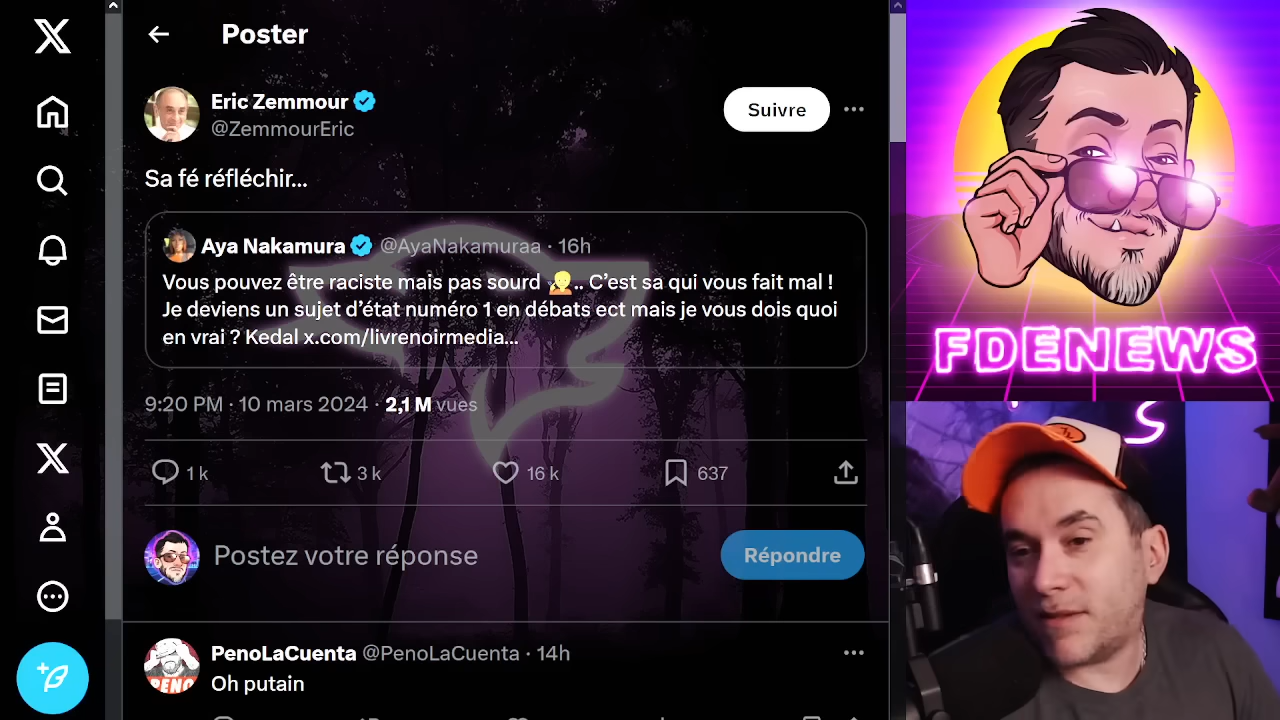 Poster
Eric Zemmour
@ZemmourEric
Suivre
Sa fé réfléchir...
Aya Nakamura @AyaNakamuraa · 16h
Vous pouvez être raciste mais pas sourd 🤦.. C’est sa qui vous fait mal !
Je deviens un sujet d’état numéro 1 en débats ect mais je vous dois quoi
en vrai ? Kedal x.com/livrenoirmedia...
9:20 PM · 10 mars 2024 · 2,1 M vues
1 k 3 k 16 k 637
Postez votre réponse
Répondre
PenoLaCuenta @PenoLaCuenta · 14h
Oh putain
PENO
FDENEWS